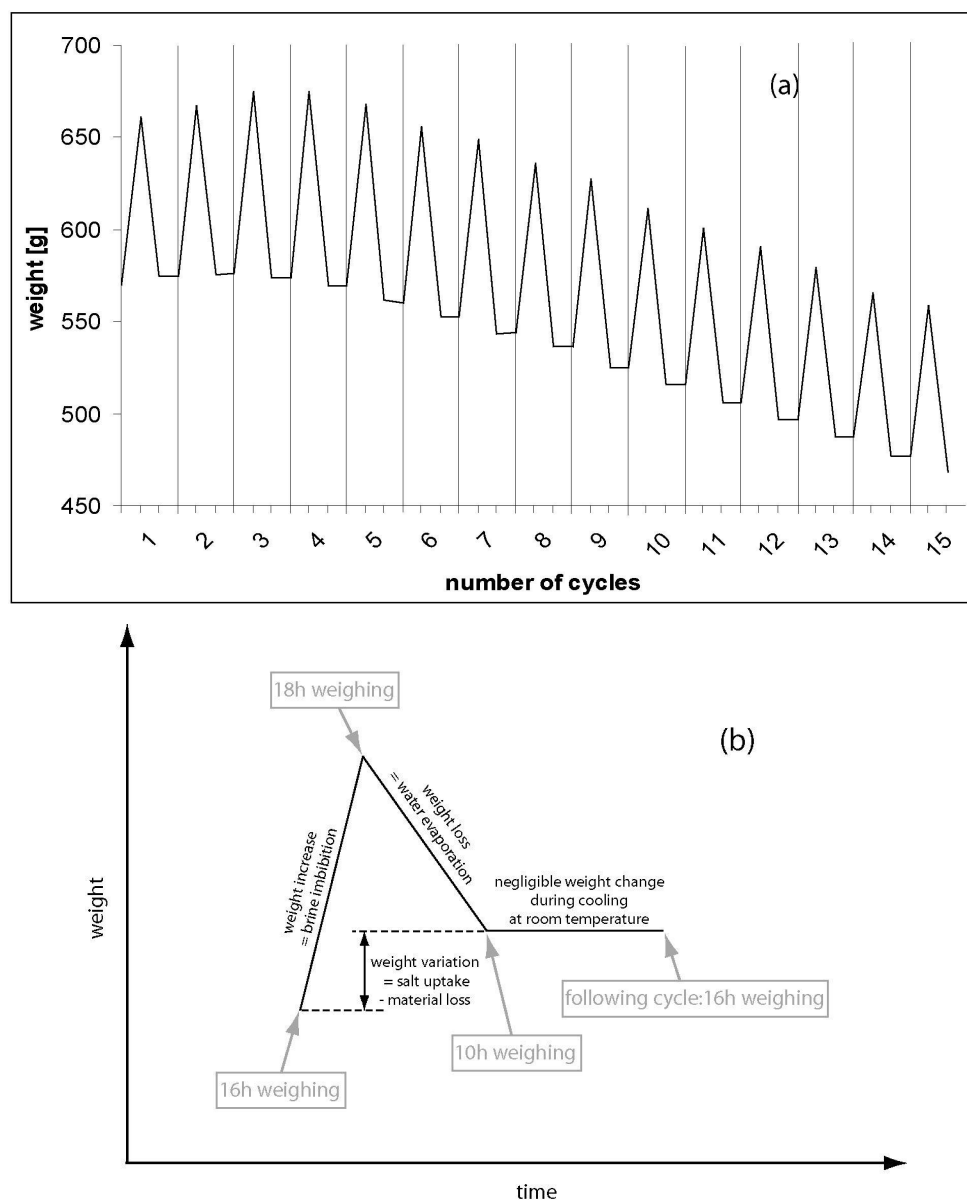 700
(a)
650
600
weight [g]
550
500
450
1 2 3 4 5 6 7 8 9 10 11 12 13 14 15
number of cycles
18h weighing
(b)
weight increase
= brine imbibition
weight loss
= water evaporation
negligible weight change
during cooling
at room temperature
weight
weight variation
= salt uptake
- material loss
following cycle:16h weighing
10h weighing
16h weighing
time